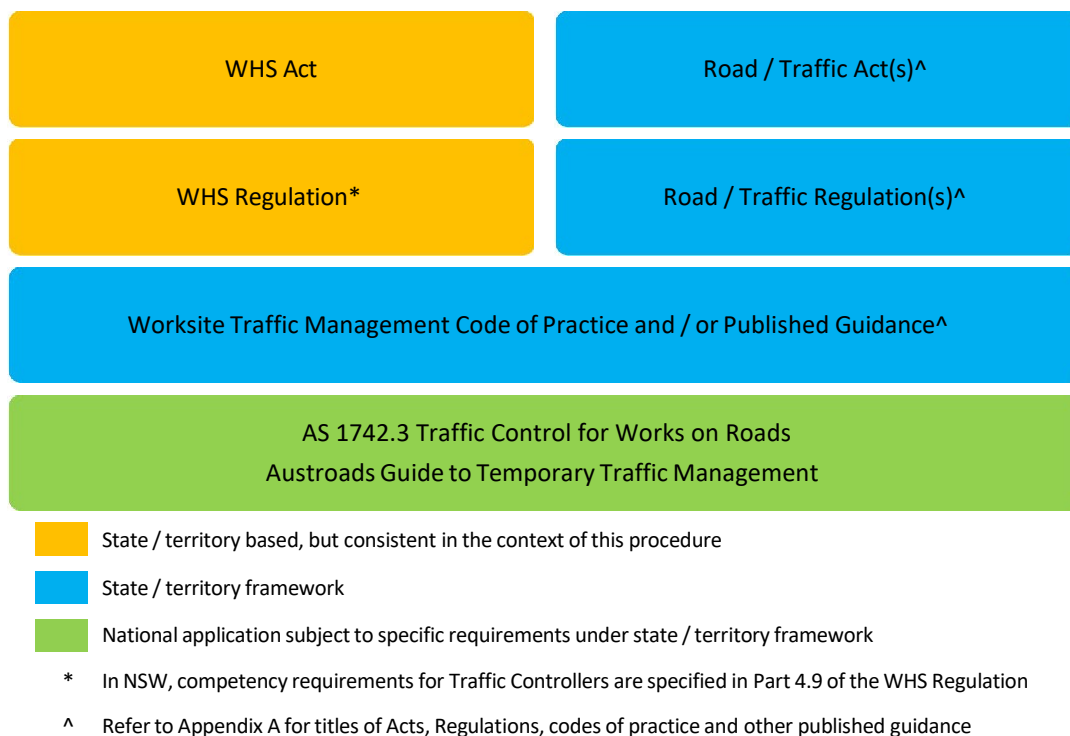 WHS Act
Road / Traffic Act(s)^
WHS Regulation*
Road / Traffic Regulation(s)^
Worksite Traffic Management Code of Practice and / or Published Guidance^
AS 1742.3 Traffic Control for Works on Roads
Austroads Guide to Temporary Traffic Management
State / territory based, but consistent in the context of this procedure
State / territory framework
National application subject to specific requirements under state / territory framework
* In NSW, competency requirements for Traffic Controllers are specified in Part 4.9 of the WHS Regulation
^ Refer to Appendix A for titles of Acts, Regulations, codes of practice and other published guidance